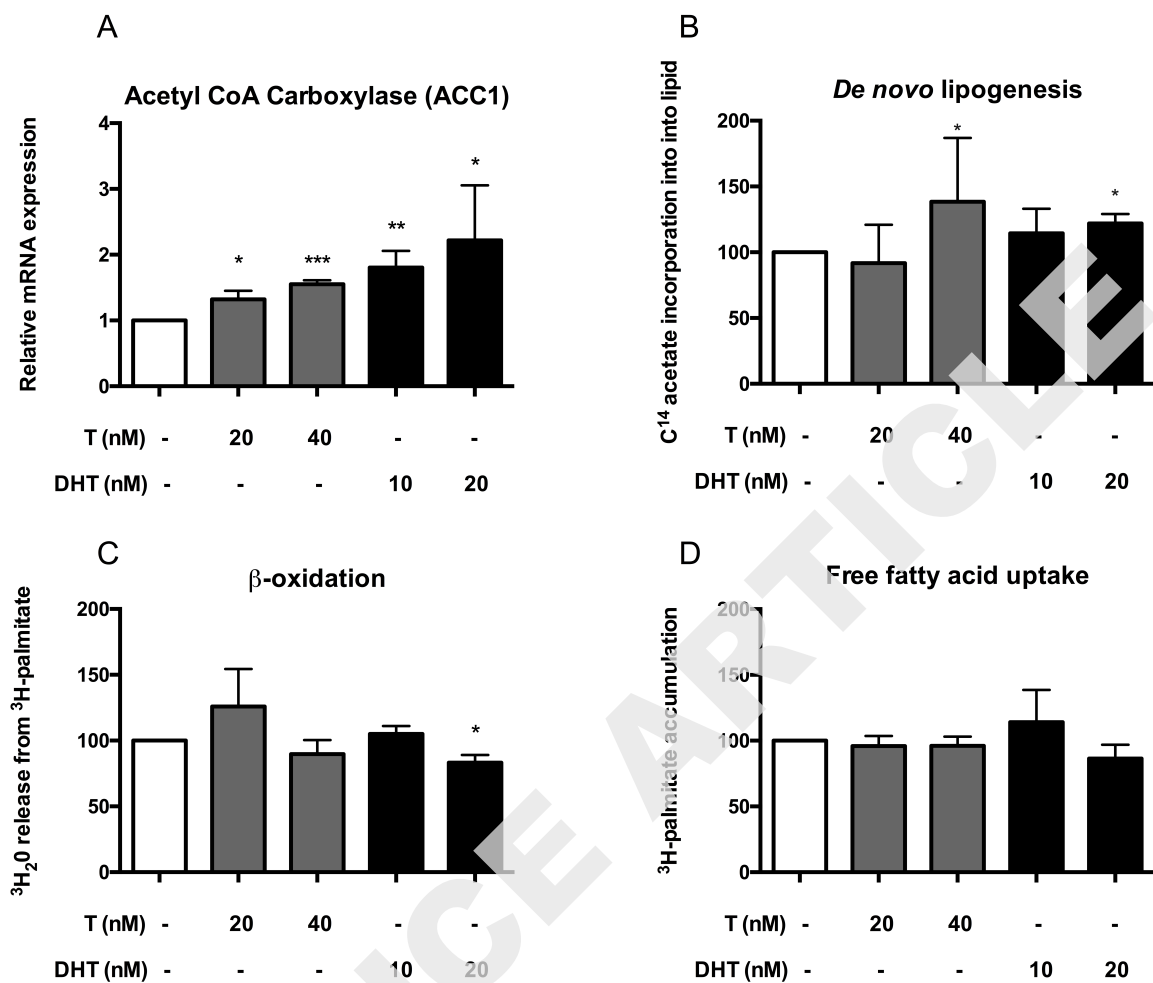 A
Acetyl CoA Carboxylase (ACC1)
Relative mRNA expression
4
3
2
1
0
*
***
**
*
T (nM) - 20 40 - -
DHT (nM) - - - 10 20
B
De novo lipogenesis
C14 acetate incorporation into into lipid
200
150
100
50
0
*
*
T (nM) - 20 40 - -
DHT (nM) - - - 10 20
C
β-oxidation
3H20 release from 3H-palmitate
200
150
100
50
0
*
T (nM) - 20 40 - -
DHT (nM) - - - 10 20
D
Free fatty acid uptake
3H-palmitate accumulation
200
150
100
50
0
T (nM) - 20 40 - -
DHT (nM) - - - 10 20
CE ARTICLE